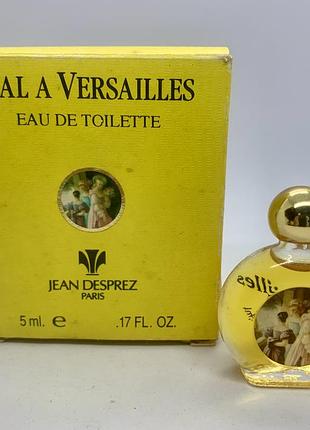 AL A VERSAILLES
EAU DE TOILETTE
JEAN DESPREZ
PARIS
5 ml. e .17 FL. OZ.
illes